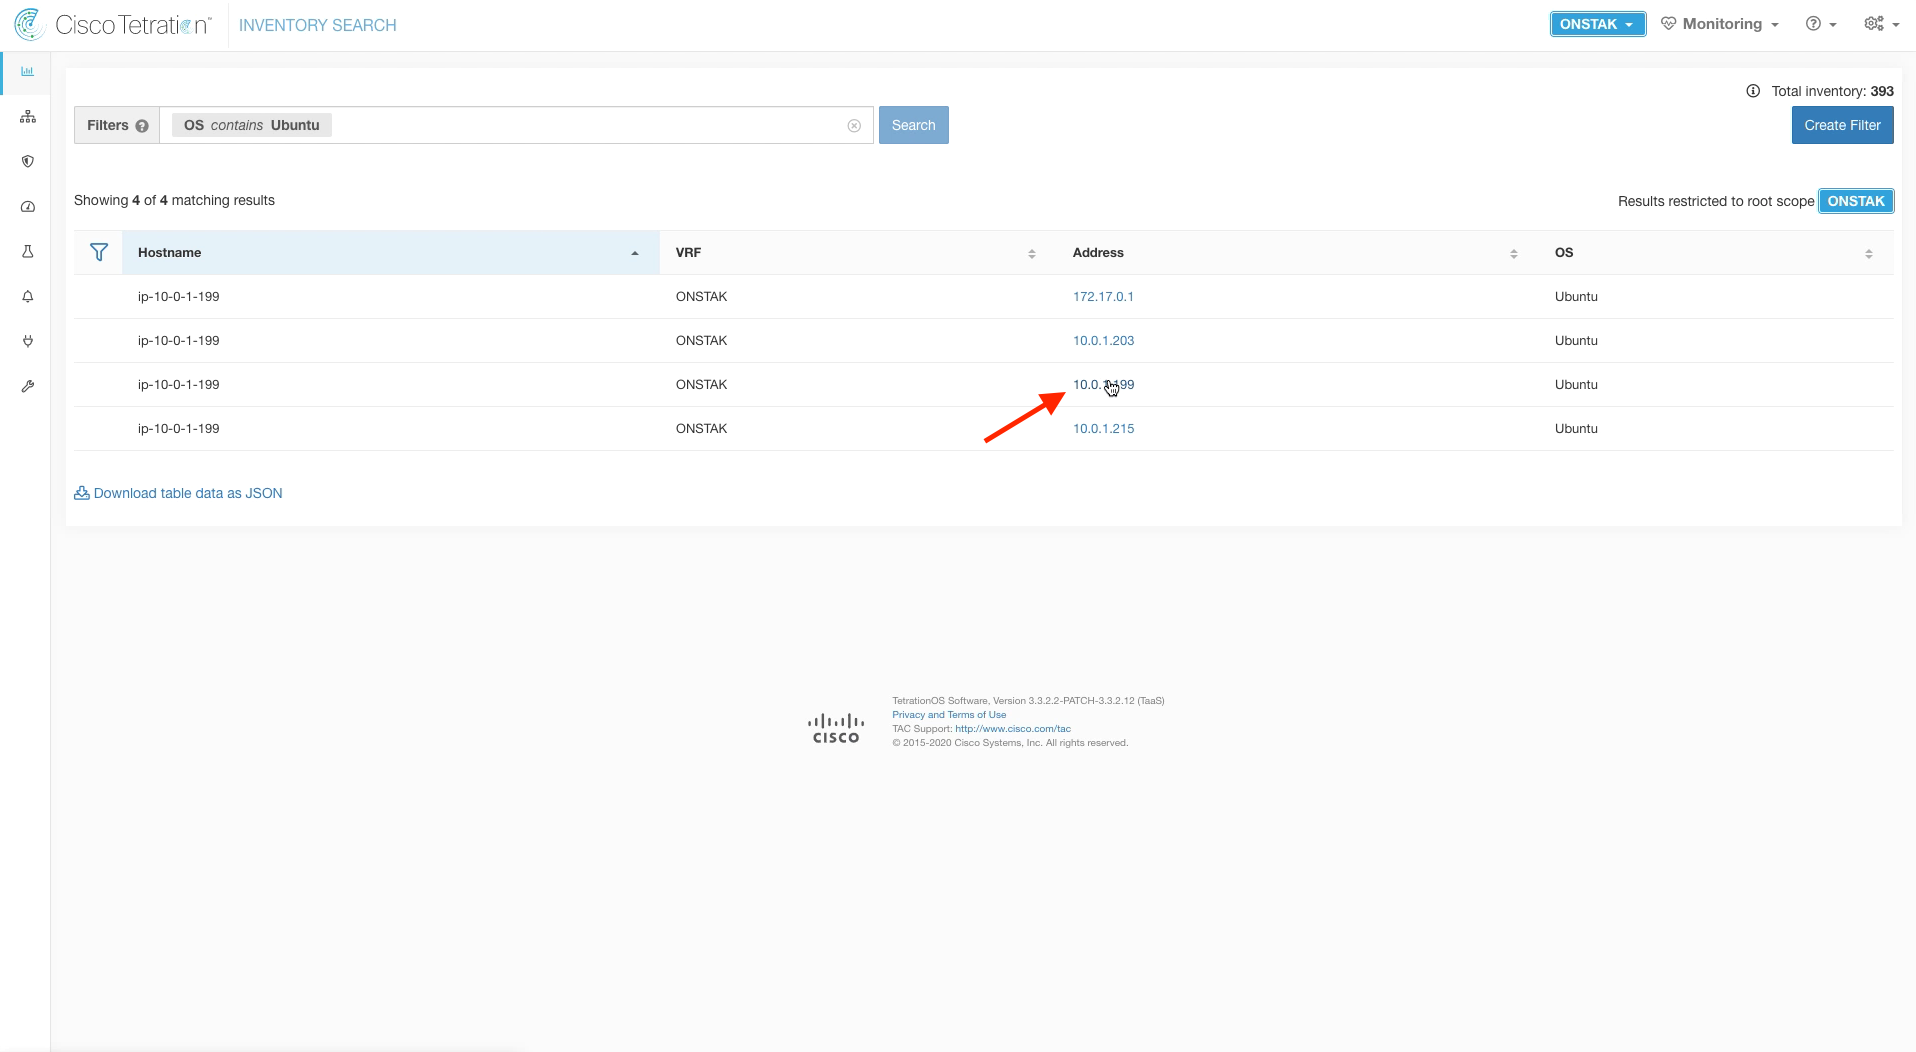 Cisco Tetration™ INVENTORY SEARCH ONSTAK Monitoring
Total inventory: 393
Filters OS contains Ubuntu Search Create Filter
Showing 4 of 4 matching results Results restricted to root scope ONSTAK
Hostname VRF Address OS
ip-10-0-1-199 ONSTAK 172.17.0.1 Ubuntu
ip-10-0-1-199 ONSTAK 10.0.1.203 Ubuntu
ip-10-0-1-199 ONSTAK 10.0.1.199 Ubuntu
ip-10-0-1-199 ONSTAK 10.0.1.215 Ubuntu
Download table data as JSON
TetrationOS Software, Version 3.3.2.2-PATCH-3.3.2.12 (TaaS)
Privacy and Terms of Use
TAC Support: http://www.cisco.com/tac
© 2015-2020 Cisco Systems, Inc. All rights reserved.
CISCO